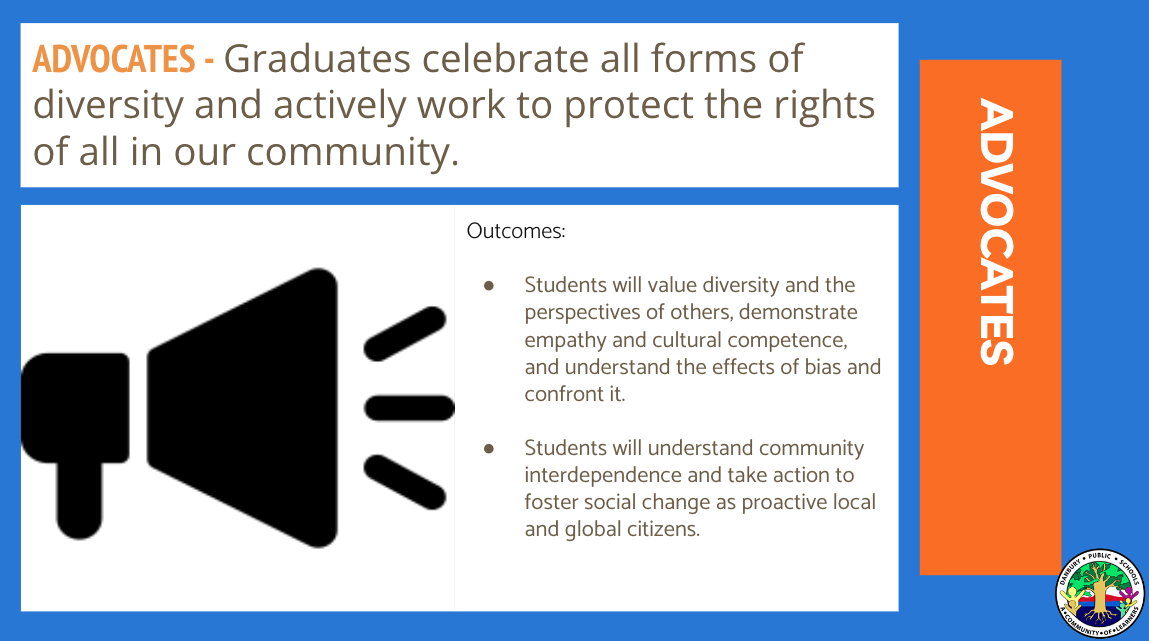 ADVOCATES - Graduates celebrate all forms of
diversity and actively work to protect the rights
of all in our community.
Outcomes:
● Students will value diversity and the
perspectives of others, demonstrate
empathy and cultural competence,
and understand the effects of bias and
confront it.
● Students will understand community
interdependence and take action to
foster social change as proactive local
and global citizens.
ADVOCATES
DANBURY • PUBLIC • SCHOOLS
A • COMMUNITY • OF • LEARNERS